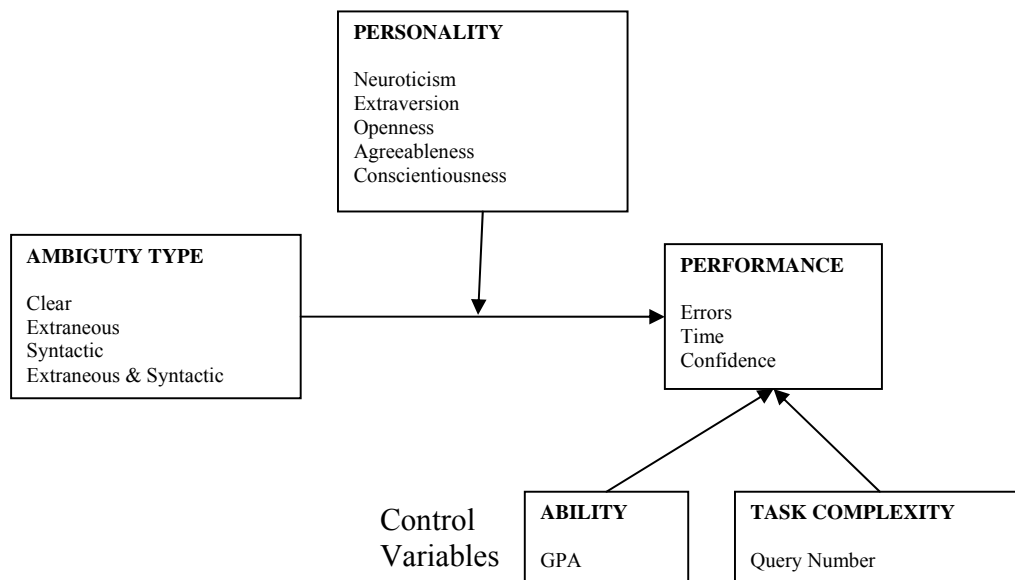 PERSONALITY
Neuroticism
Extraversion
Openness
Agreeableness
Conscientiousness
AMBIGUTY TYPE
Clear
Extraneous
Syntactic
Extraneous & Syntactic
PERFORMANCE
Errors
Time
Confidence
Control
Variables
ABILITY
GPA
TASK COMPLEXITY
Query Number